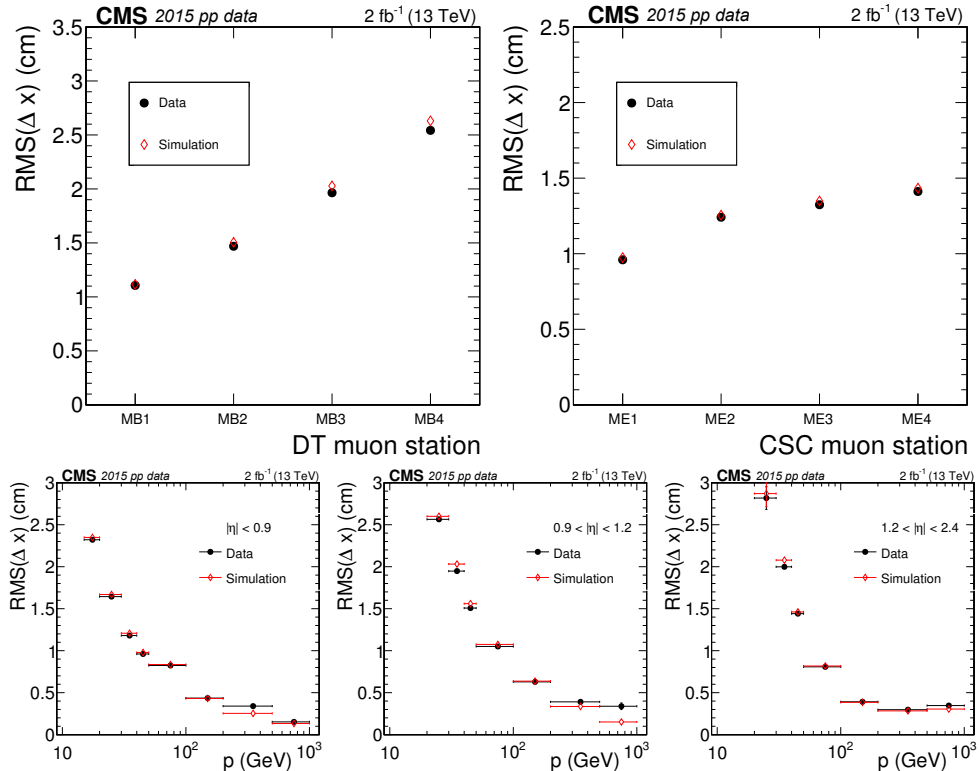 CMS 2015 pp data 2 fb⁻¹ (13 TeV)
RMS(Δ x) (cm)
3.5
3
2.5
2
1.5
1
0.5
0
Data
Simulation
MB1 MB2 MB3 MB4
DT muon station
CMS 2015 pp data 2 fb⁻¹ (13 TeV)
RMS(Δ x) (cm)
2.5
2
1.5
1
0.5
0
Data
Simulation
ME1 ME2 ME3 ME4
CSC muon station
CMS 2015 pp data 2 fb⁻¹ (13 TeV)
RMS(Δ x) (cm)
3
2.5
2
1.5
1
0.5
0
|η| < 0.9
Data
Simulation
10 10² 10³
p (GeV)
CMS 2015 pp data 2 fb⁻¹ (13 TeV)
RMS(Δ x) (cm)
3
2.5
2
1.5
1
0.5
0
0.9 < |η| < 1.2
Data
Simulation
10 10² 10³
p (GeV)
CMS 2015 pp data 2 fb⁻¹ (13 TeV)
RMS(Δ x) (cm)
3
2.5
2
1.5
1
0.5
0
1.2 < |η| < 2.4
Data
Simulation
10 10² 10³
p (GeV)